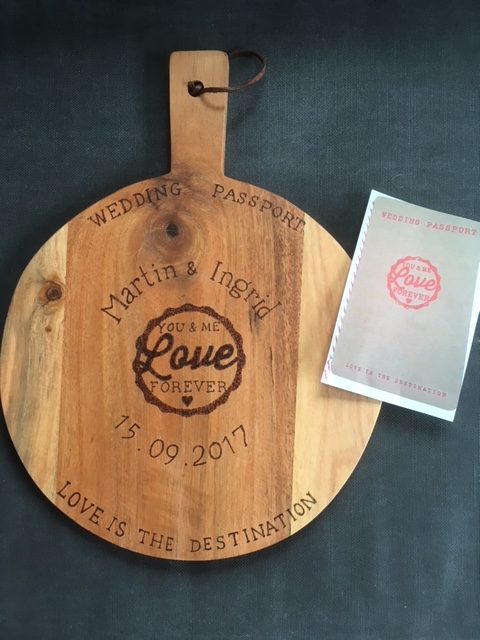 WEDDING PASSPORT
Martin & Ingrid
YOU & ME
Love
FOREVER
15.09.2017
LOVE IS THE DESTINATION
WEDDING PASSPORT
YOU & ME
Love
FOREVER
LOVE IS THE DESTINATION